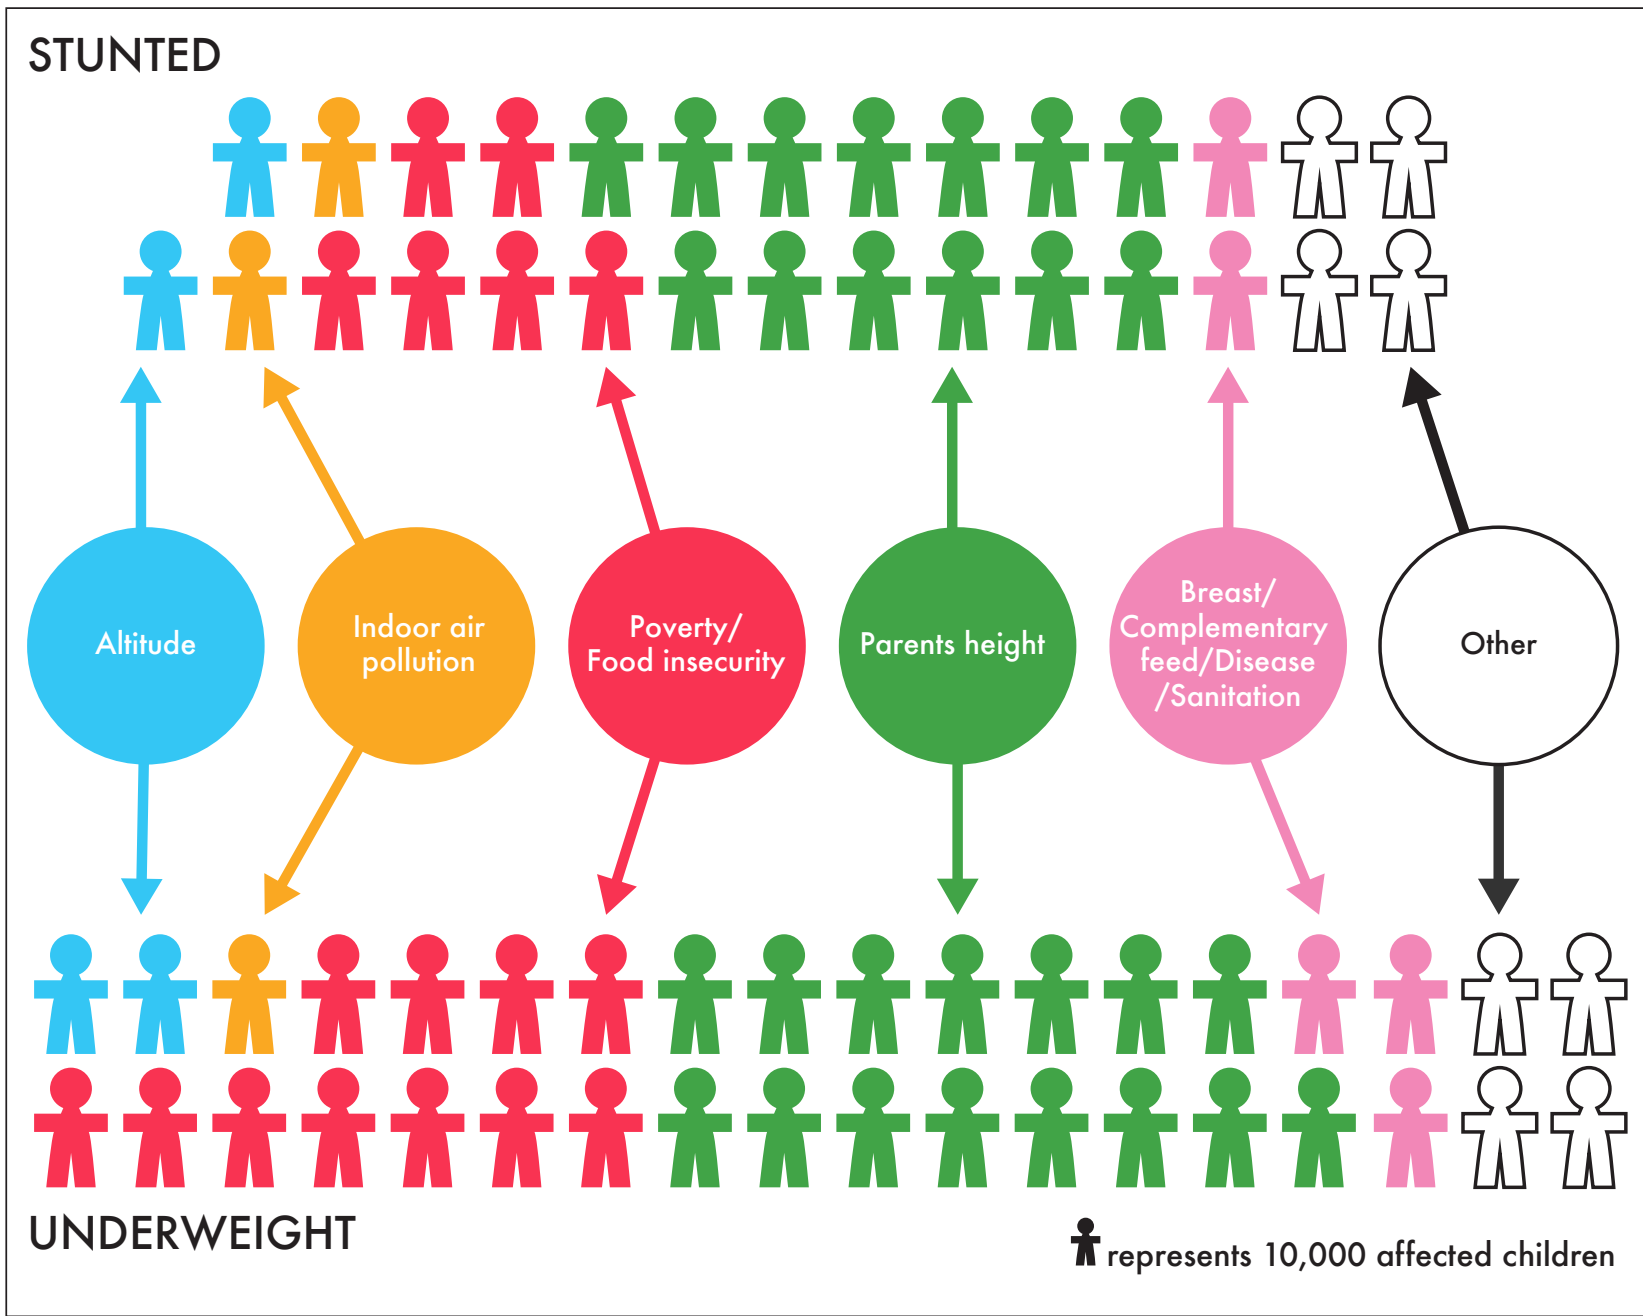 STUNTED
Altitude
Indoor air
pollution
Poverty/
Food insecurity
Parents height
Breast/
Complementary
feed/Disease
/Sanitation
Other
UNDERWEIGHT
represents 10,000 affected children